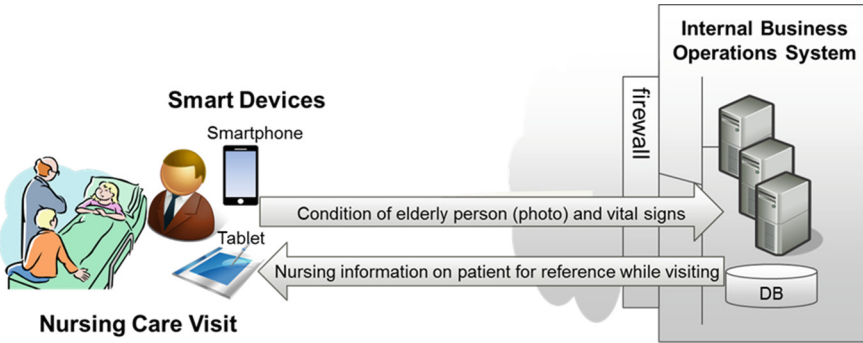 Internal Business
Operations System
Smart Devices
Smartphone
firewall
Condition of elderly person (photo) and vital signs
Tablet
Nursing information on patient for reference while visiting
DB
Nursing Care Visit